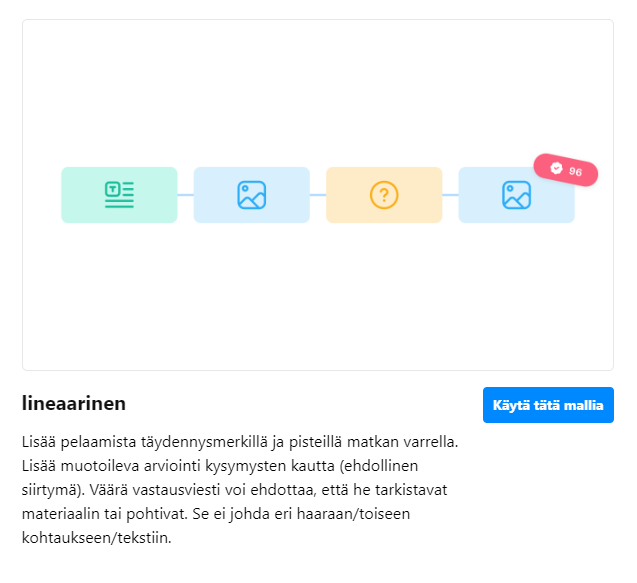 T
?
96
lineaarinen
Käytä tätä mallia
Lisää pelaamista täydennysmerkillä ja pisteillä matkan varrella.
Lisää muotoileva arviointi kysymysten kautta (ehdollinen
siirtymä). Väärä vastausviesti voi ehdottaa, että he tarkistavat
materiaalin tai pohtivat. Se ei johda eri haaraan/toiseen
kohtaukseen/tekstiin.